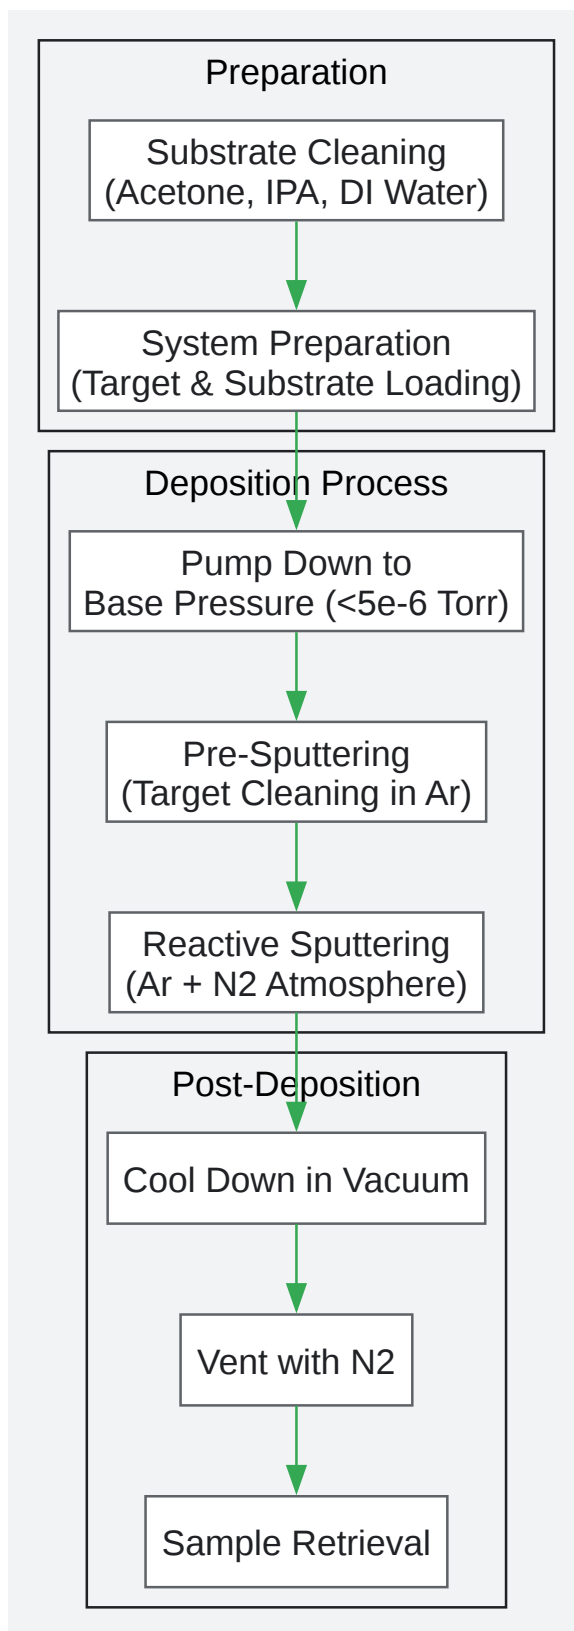 Preparation
Substrate Cleaning
(Acetone, IPA, DI Water)
System Preparation
(Target & Substrate Loading)
Deposition Process
Pump Down to
Base Pressure (<5e-6 Torr)
Pre-Sputtering
(Target Cleaning in Ar)
Reactive Sputtering
(Ar + N2 Atmosphere)
Post-Deposition
Cool Down in Vacuum
Vent with N2
Sample Retrieval